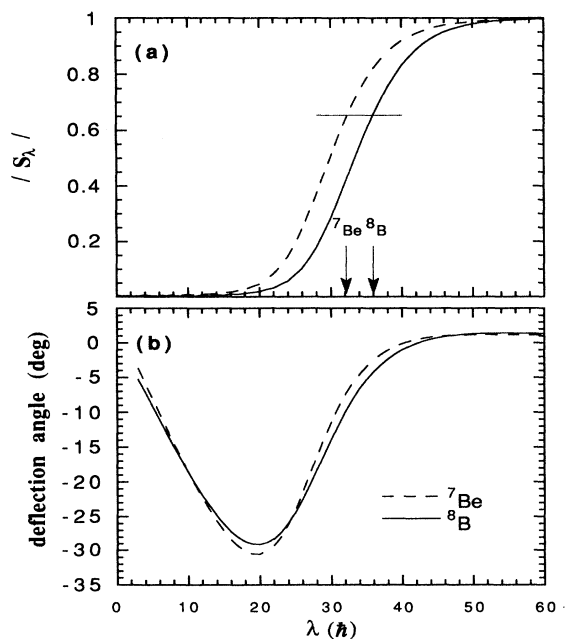 1
(a)
0.8
0.6
/ S_λ /
0.4
⁷Be ⁸B
0.2
5
(b)
0
-5
-10
-15
-20
-25
-30
-35
deflection angle (deg)
⁷Be
⁸B
0 10 20 30 40 50 60
λ (ħ)